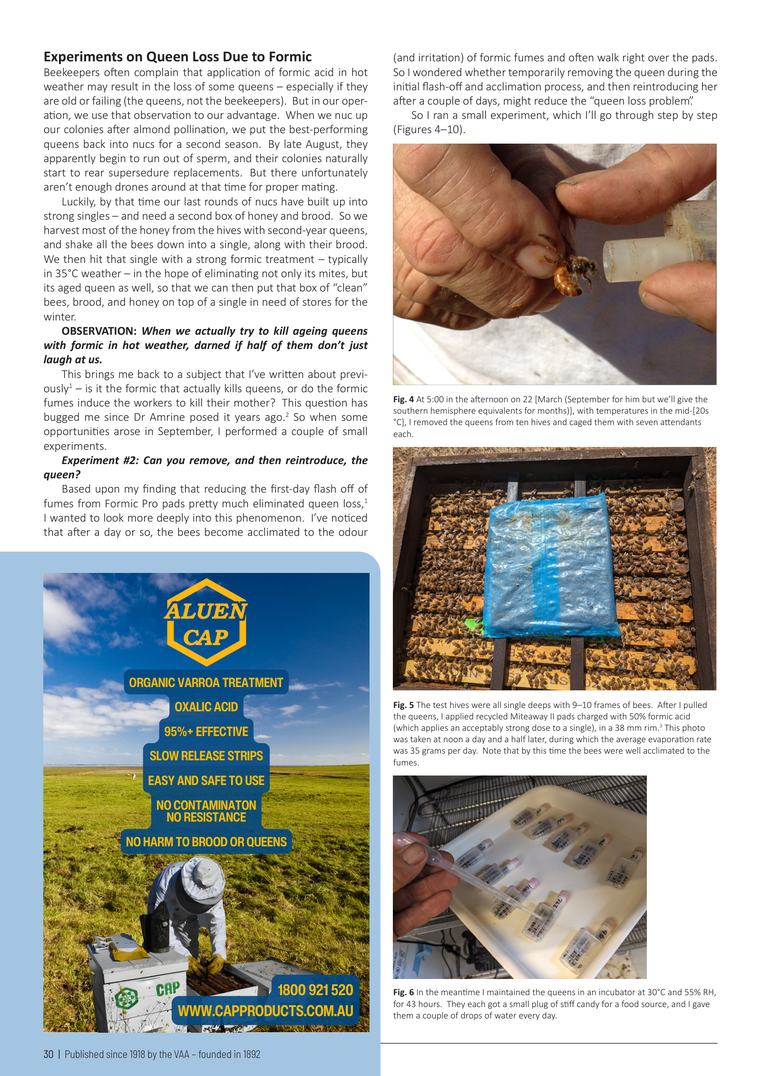 Experiments on Queen Loss Due to Formic
Beekeepers often complain that application of formic acid in hot
weather may result in the loss of some queens – especially if they
are old or failing (the queens, not the beekeepers).  But in our oper-
ation, we use that observation to our advantage.  When we nuc up
our colonies after almond pollination, we put the best-performing
queens back into nucs for a second season.  By late August, they
apparently begin to run out of sperm, and their colonies naturally
start to rear supersedure replacements.  But there unfortunately
aren't enough drones around at that time for proper mating.
Luckily, by that time our last rounds of nucs have built up into
strong singles – and need a second box of honey and brood.  So we
harvest most of the honey from the hives with second-year queens,
and shake all the bees down into a single, along with their brood.
We then hit that single with a strong formic treatment – typically
in 35°C weather – in the hope of eliminating not only its mites, but
its aged queen as well, so that we can then put that box of “clean”
bees, brood, and honey on top of a single in need of stores for the
winter.
OBSERVATION: When we actually try to kill ageing queens
with formic in hot weather, darned if half of them don't just
laugh at us.
This brings me back to a subject that I've written about previ-
ously1 – is it the formic that actually kills queens, or do the formic
fumes induce the workers to kill their mother?  This question has
bugged me since Dr Amrine posed it years ago.2 So when some
opportunities arose in September, I performed a couple of small
experiments.
Experiment #2: Can you remove, and then reintroduce, the
queen?
Based upon my finding that reducing the first-day flash off of
fumes from Formic Pro pads pretty much eliminated queen loss,1
I wanted to look more deeply into this phenomenon.  I've noticed
that after a day or so, the bees become acclimated to the odour
(and irritation) of formic fumes and often walk right over the pads.
So I wondered whether temporarily removing the queen during the
initial flash-off and acclimation process, and then reintroducing her
after a couple of days, might reduce the “queen loss problem”.
So I ran a small experiment, which I'll go through step by step
(Figures 4–10).
Fig. 4 At 5:00 in the afternoon on 22 [March (September for him but we'll give the
southern hemisphere equivalents for months)], with temperatures in the mid-[20s
°C], I removed the queens from ten hives and caged them with seven attendants
each.
Fig. 5 The test hives were all single deeps with 9–10 frames of bees.  After I pulled
the queens, I applied recycled Miteaway II pads charged with 50% formic acid
(which applies an acceptably strong dose to a single), in a 38 mm rim.3 This photo
was taken at noon a day and a half later, during which the average evaporation rate
was 35 grams per day.  Note that by this time the bees were well acclimated to the
fumes.
Fig. 6 In the meantime I maintained the queens in an incubator at 30°C and 55% RH,
for 43 hours.  They each got a small plug of stiff candy for a food source, and I gave
them a couple of drops of water every day.
ALUEN
CAP
ORGANIC VARROA TREATMENT
OXALIC ACID
95%+ EFFECTIVE
SLOW RELEASE STRIPS
EASY AND SAFE TO USE
NO CONTAMINATON
NO RESISTANCE
NO HARM TO BROOD OR QUEENS
CAP
1800 921 520
WWW.CAPPRODUCTS.COM.AU
30 | Published since 1918 by the VAA – founded in 1892